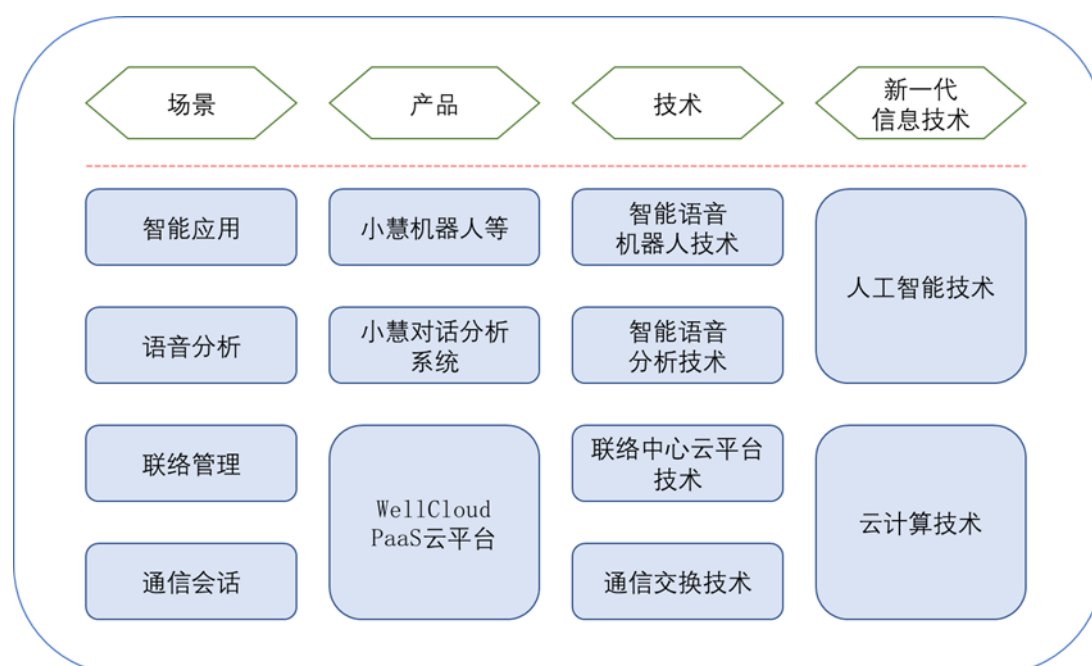 场景
产品
技术
新一代
信息技术
智能应用
小慧机器人等
智能语音
机器人技术
人工智能技术
语音分析
小慧对话分析
系统
智能语音
分析技术
联络管理
WellCloud
PaaS云平台
联络中心云平台
技术
云计算技术
通信会话
通信交换技术